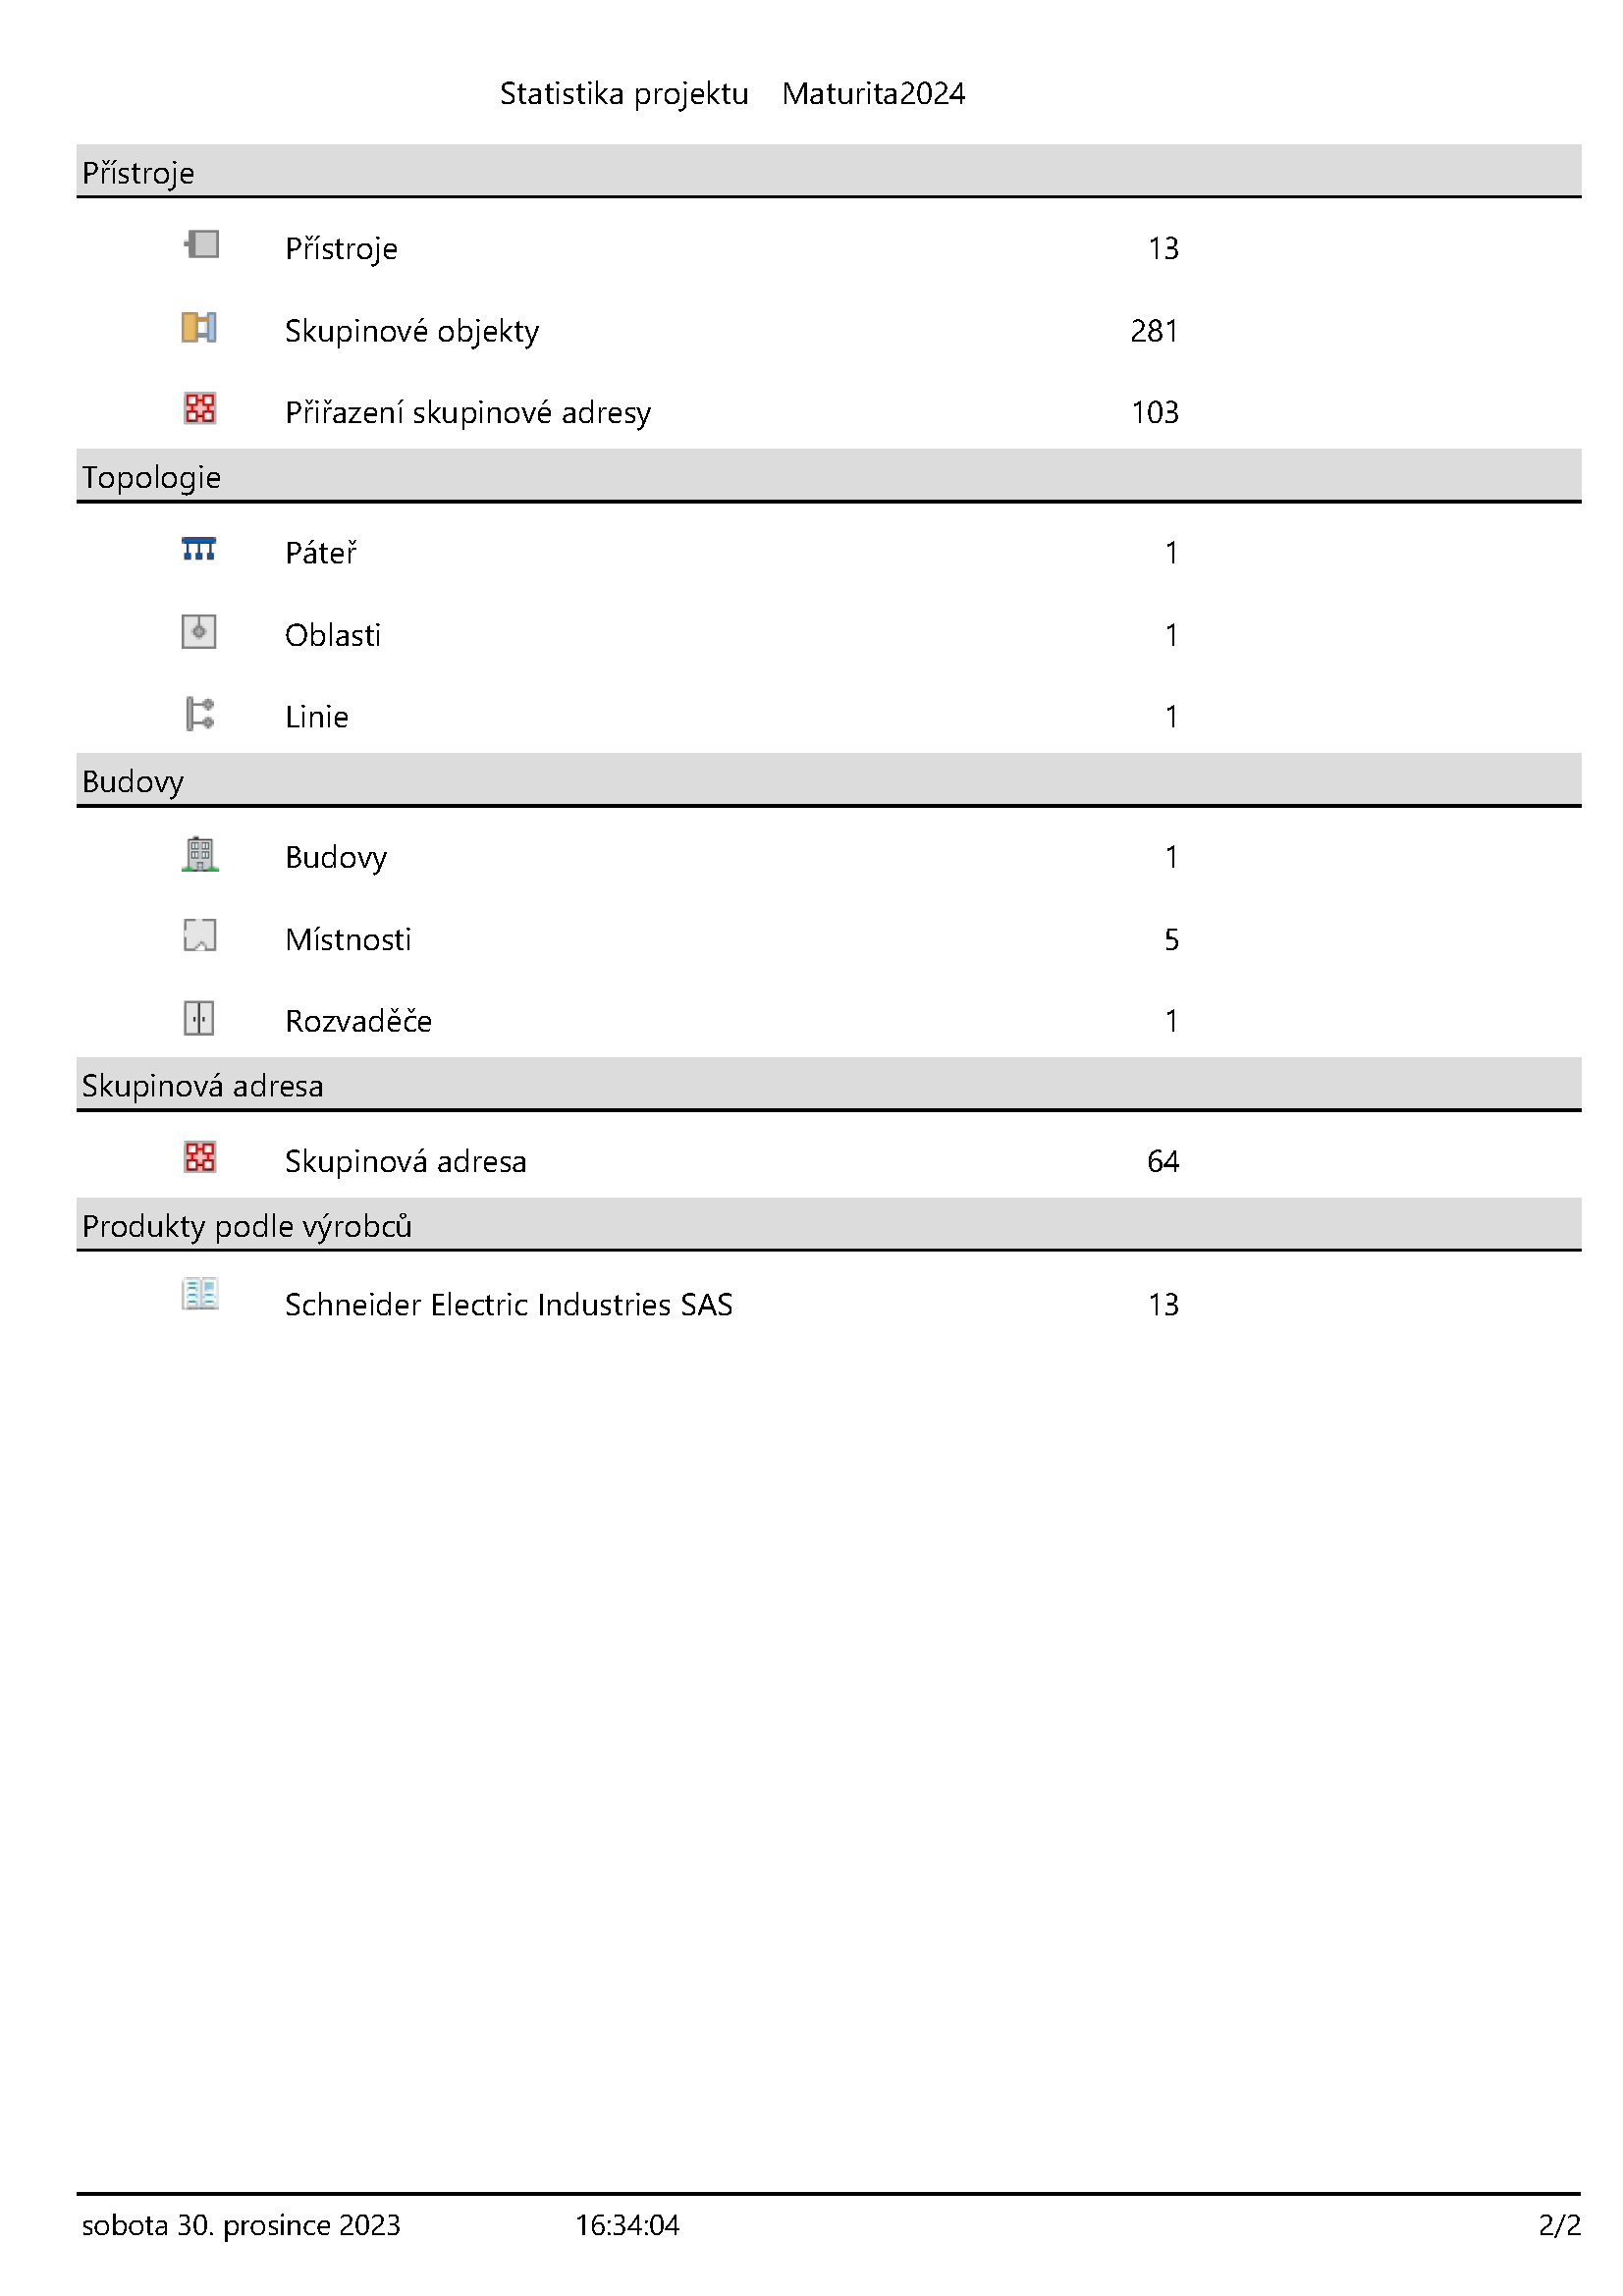 Statistika projektu Maturita2024
Přístroje
Přístroje 13
Skupinové objekty 281
Přiřazení skupinové adresy 103
Topologie
Páteř 1
Oblasti 1
Linie 1
Budovy
Budovy 1
Místnosti 5
Rozvaděče 1
Skupinová adresa
Skupinová adresa 64
Produkty podle výrobců
Schneider Electric Industries SAS 13
sobota 30. prosince 2023 16:34:04 2/2